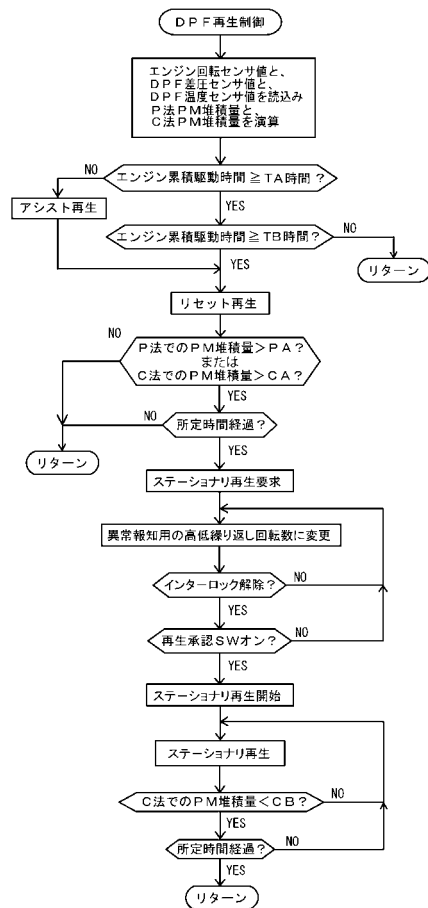 ＤＰＦ再生制御
エンジン回転センサ値と、
ＤＰＦ差圧センサ値と、
ＤＰＦ温度センサ値を読込み
Ｐ法ＰＭ堆積量と、
Ｃ法ＰＭ堆積量を演算
エンジン累積駆動時間≧TA時間？
NO
YES
アシスト再生
エンジン累積駆動時間≧TB時間？
NO
YES
リターン
リセット再生
Ｐ法でのＰＭ堆積量＞ＰＡ？
または
Ｃ法でのＰＭ堆積量＞ＣＡ？
NO
YES
所定時間経過？
NO
YES
リターン
ステーショナリ再生要求
異常報知用の高低繰り返し回転数に変更
インターロック解除？
NO
YES
再生承認ＳＷオン？
NO
YES
ステーショナリ再生開始
ステーショナリ再生
Ｃ法でのＰＭ堆積量＜ＣＢ？
NO
YES
所定時間経過？
NO
YES
リターン